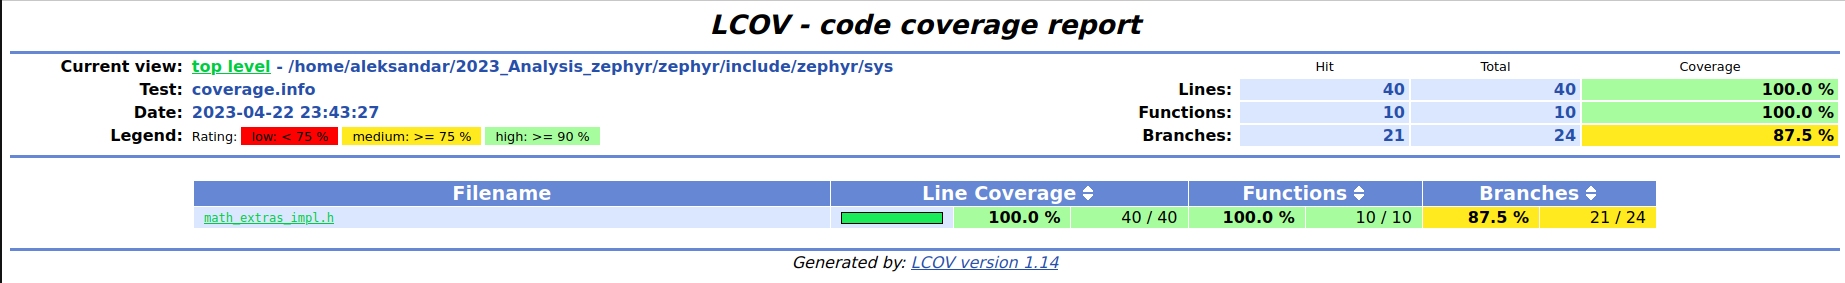 LCOV - code coverage report
Current view: top level - /home/aleksandar/2023_Analysis_zephyr/zephyr/include/zephyr/sys Hit Total Coverage
Test: coverage.info Lines: 40 40 100.0 %
Date: 2023-04-22 23:43:27 Functions: 10 10 100.0 %
Legend: Rating: low: < 75 % medium: >= 75 % high: >= 90 % Branches: 21 24 87.5 %
Filename Line Coverage Functions Branches
math_extras_impl.h 100.0 % 40 / 40 100.0 % 10 / 10 87.5 % 21 / 24
Generated by: LCOV version 1.14